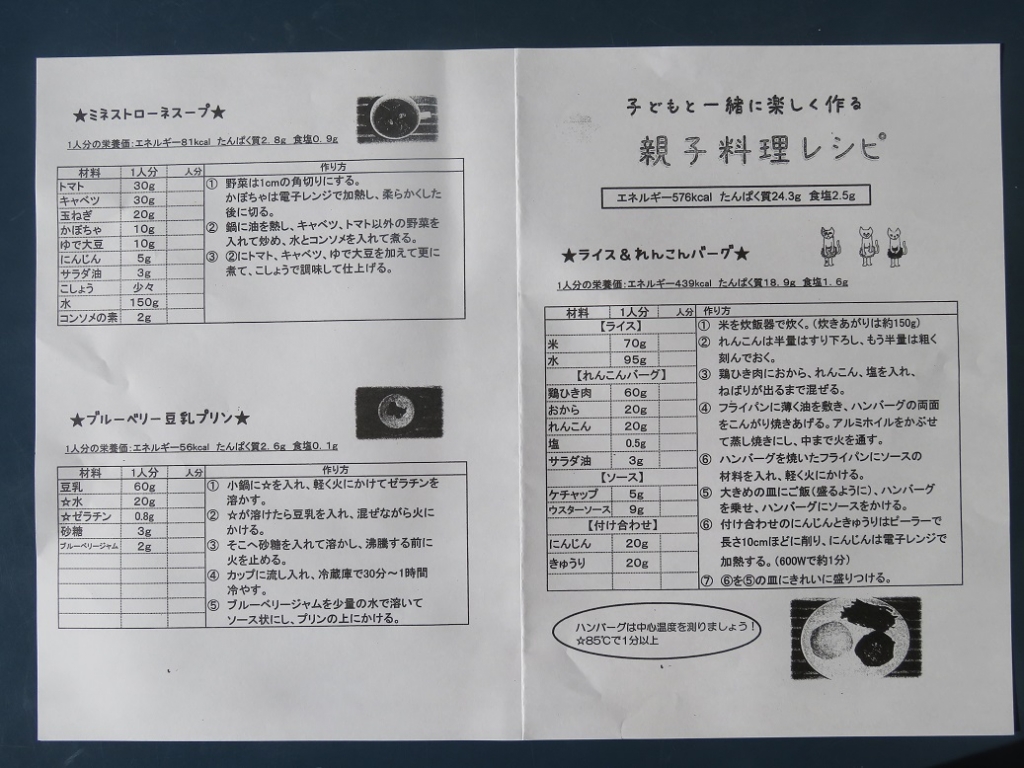 ★ミネストローネスープ★
1人分の栄養価:エネルギー81kcal たんぱく質2.8g 食塩0.9g
材料 1人分 人分 作り方
トマト 30g
キャベツ 30g
玉ねぎ 20g
かぼちゃ 10g
ゆで大豆 10g
にんじん 5g
サラダ油 3g
こしょう 少々
水 150g
コンソメの素 2g
① 野菜は1cmの角切りにする。
かぼちゃは電子レンジで加熱し、柔らかくした
後に切る。
② 鍋に油を熱し、キャベツ、トマト以外の野菜を
入れて炒め、水とコンソメを入れて煮る。
③ ②にトマト、キャベツ、ゆで大豆を加えて更に
煮て、こしょうで調味して仕上げる。
★ブルーベリー豆乳プリン★
1人分の栄養価:エネルギー56kcal たんぱく質2.6g 食塩0.1g
材料 1人分 人分 作り方
豆乳 60g
☆水 20g
☆ゼラチン 0.8g
砂糖 3g
ブルーベリージャム 2g
① 小鍋に☆を入れ、軽く火にかけてゼラチンを
溶かす。
② ☆が溶けたら豆乳を入れ、混ぜながら火に
かける。
③ そこへ砂糖を入れて溶かし、沸騰する前に
火を止める。
④ カップに流し入れ、冷蔵庫で30分～1時間
冷やす。
⑤ ブルーベリージャムを少量の水で溶いて
ソース状にし、プリンの上にかける。
子どもと一緒に楽しく作る
親子料理レシピ
エネルギー576kcal たんぱく質24.3g 食塩2.5g
★ライス&れんこんバーグ★
1人分の栄養価:エネルギー439kcal たんぱく質18.9g 食塩1.6g
材料 1人分 人分 作り方
【ライス】
米 70g
水 95g
【れんこんバーグ】
鶏ひき肉 60g
おから 20g
れんこん 20g
塩 0.5g
サラダ油 3g
【ソース】
ケチャップ 5g
ウスターソース 9g
【付け合わせ】
にんじん 20g
きゅうり 20g
① 米を炊飯器で炊く。(炊きあがりは約150g)
② れんこんは半量はすり下ろし、もう半量は粗く
刻んでおく。
③ 鶏ひき肉におから、れんこん、塩を入れ、
ねばりが出るまで混ぜる。
④ フライパンに薄く油を敷き、ハンバーグの両面
をこんがり焼きあげる。アルミホイルをかぶせ
て蒸し焼きにし、中まで火を通す。
⑥ ハンバーグを焼いたフライパンにソースの
材料を入れ、軽く火にかける。
⑤ 大きめの皿にご飯(盛るように)、ハンバーグ
を乗せ、ハンバーグにソースをかける。
⑥ 付け合わせのにんじんときゅうりはピーラーで
長さ10cmほどに削り、にんじんは電子レンジで
加熱する。(600Wで約1分)
⑦ ⑥を⑤の皿にきれいに盛りつける。
ハンバーグは中心温度を測りましょう!
☆85℃で1分以上